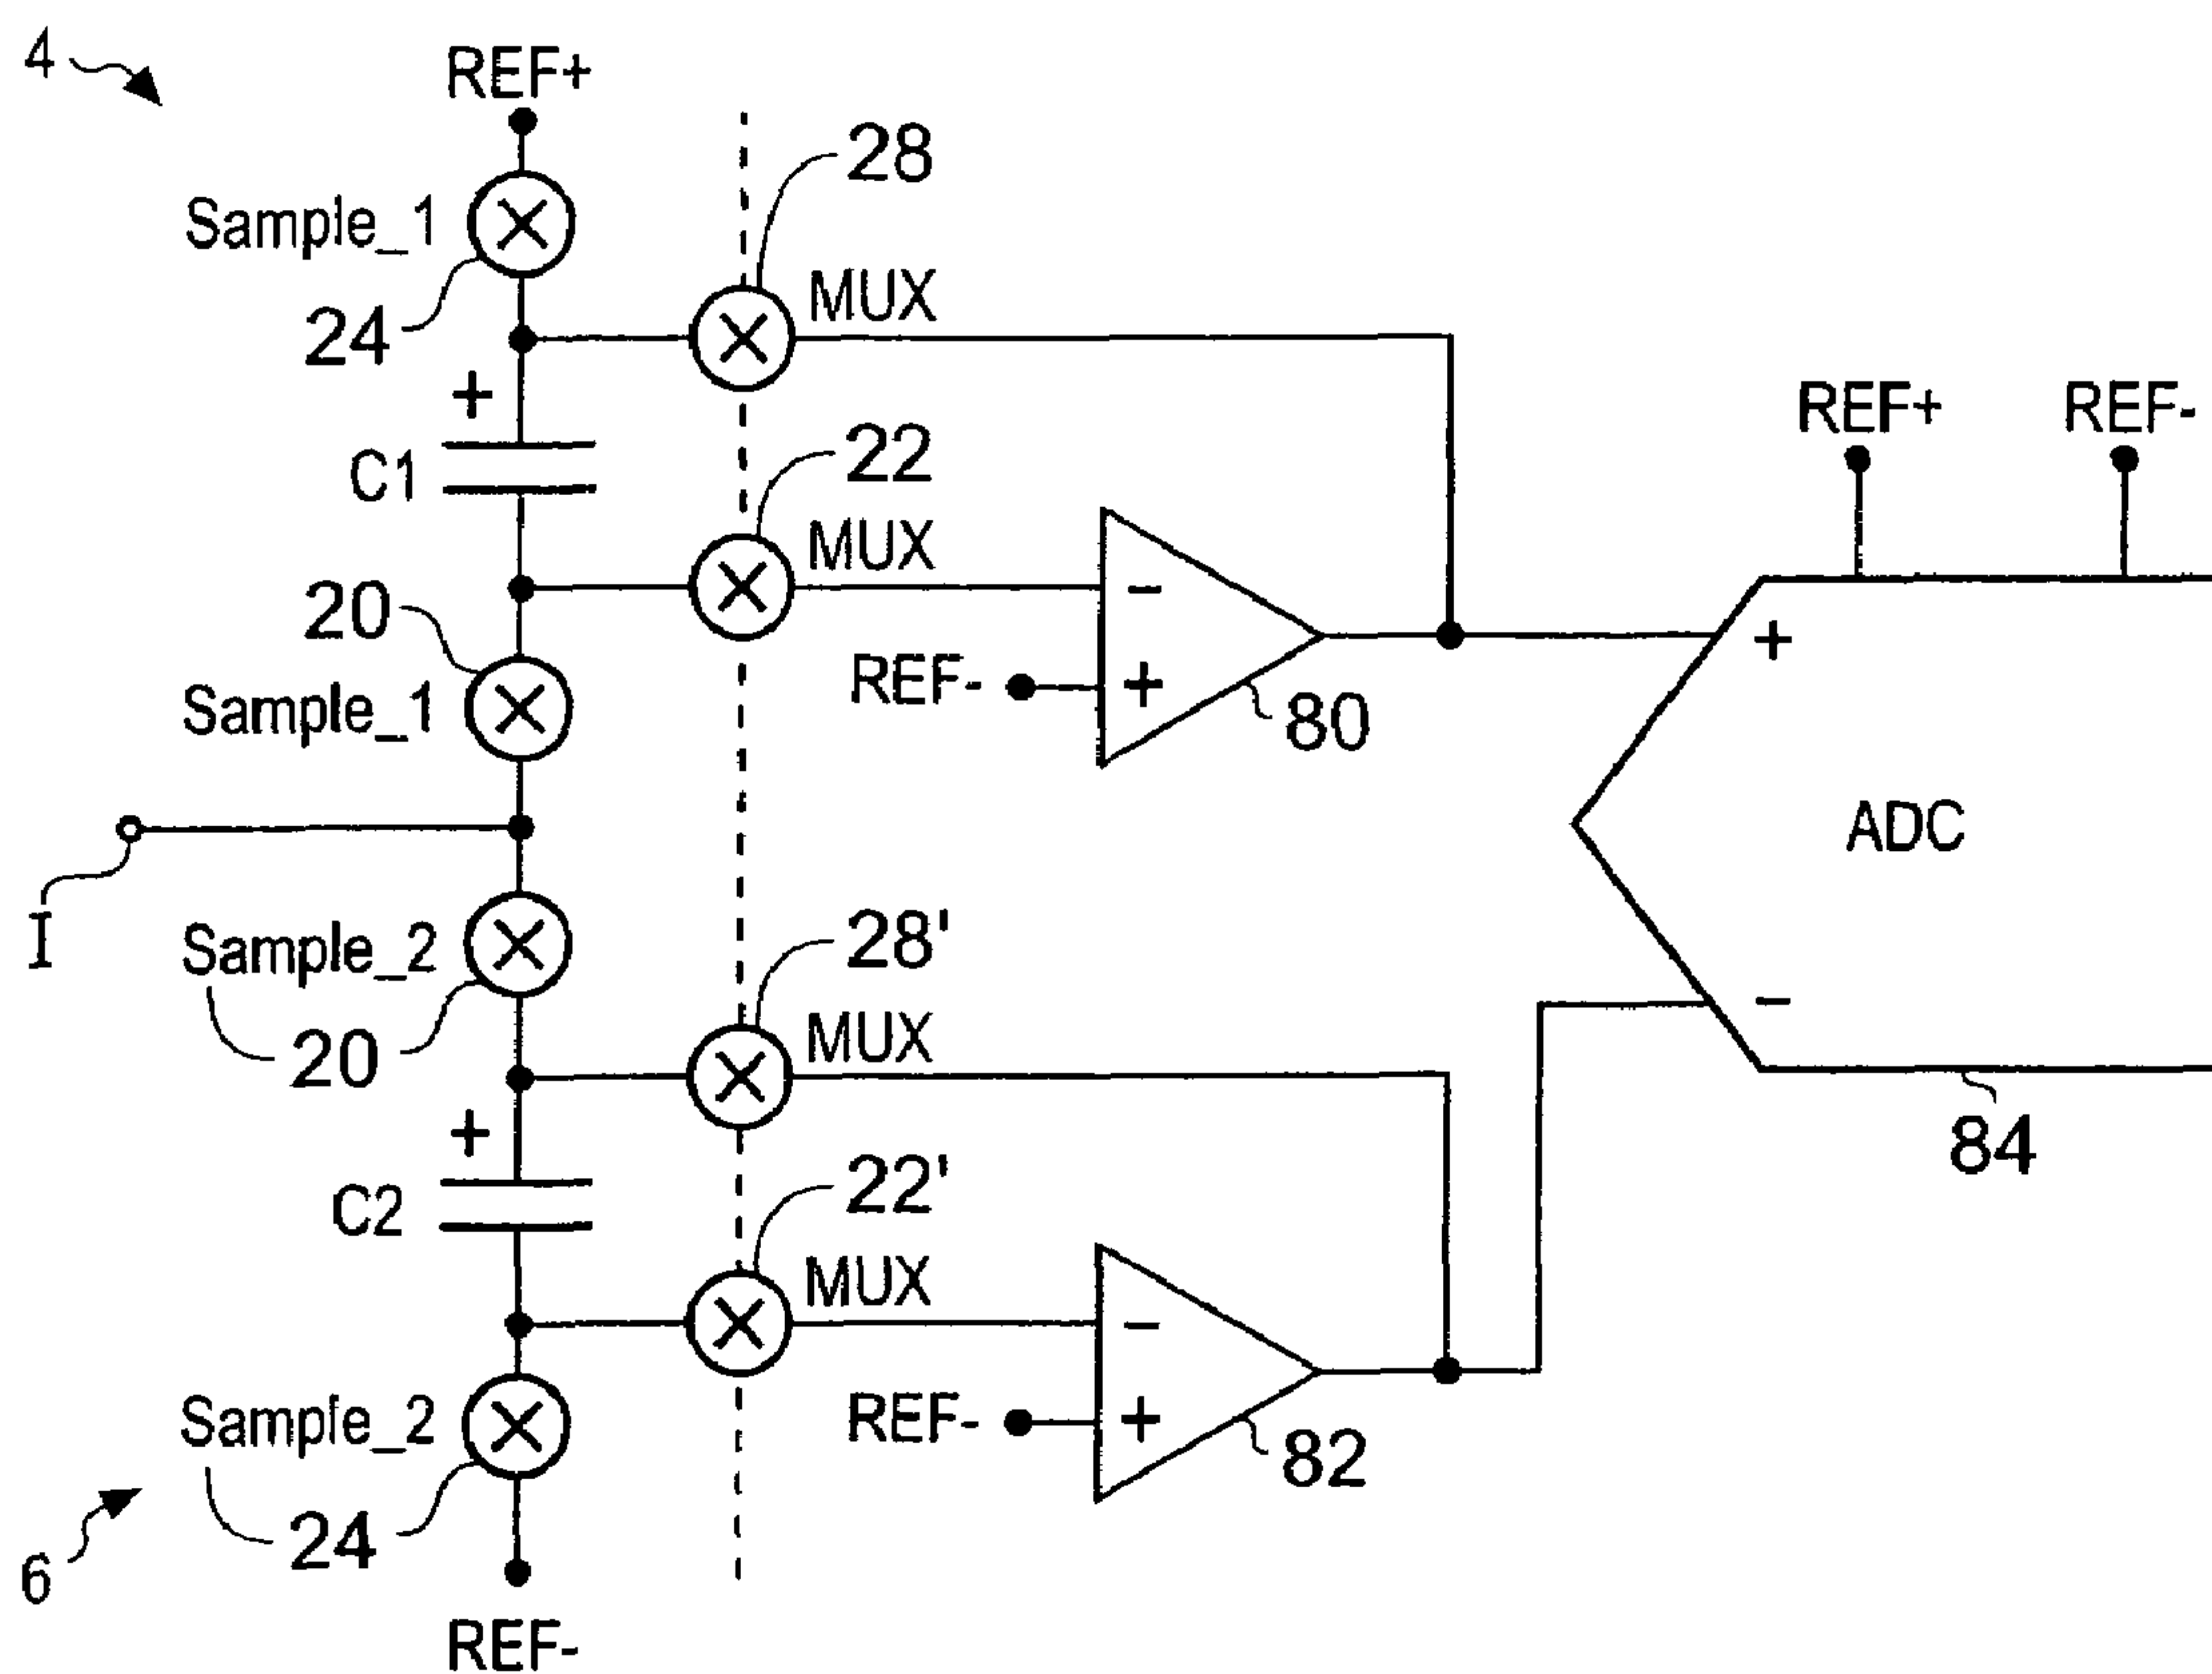 4
REF+
Sample_1
24
28
MUX
+
C1
22
MUX
20
Sample_1
-
REF-
+
80
REF+
REF-
+
ADC
-
84
I
Sample_2
20
28'
MUX
+
C2
22'
MUX
-
REF-
+
82
Sample_2
24
6
REF-